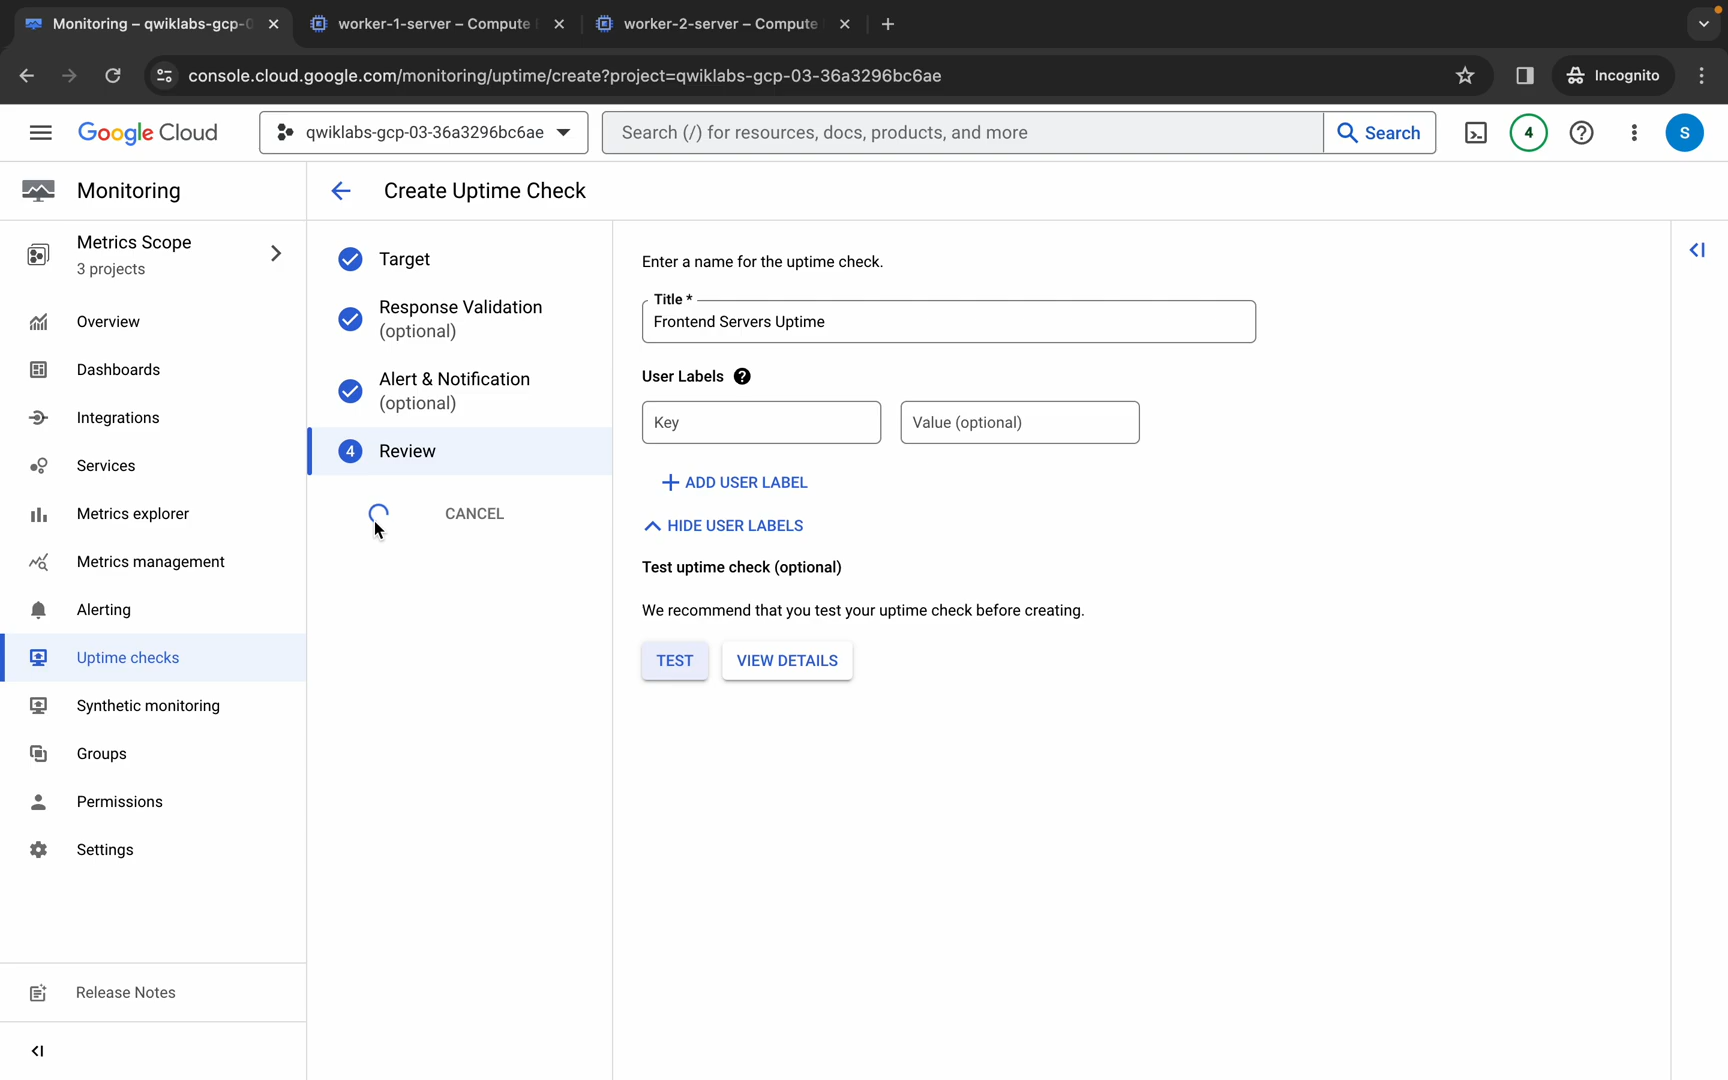 Monitoring – qwiklabs-gcp-0
worker-1-server – Compute E
worker-2-server – Compute
console.cloud.google.com/monitoring/uptime/create?project=qwiklabs-gcp-03-36a3296bc6ae
Incognito
Google Cloud
qwiklabs-gcp-03-36a3296bc6ae
Search (/) for resources, docs, products, and more
Search
4
S
Monitoring
Create Uptime Check
Metrics Scope
3 projects
Overview
Dashboards
Integrations
Services
Metrics explorer
Metrics management
Alerting
Uptime checks
Synthetic monitoring
Groups
Permissions
Settings
Release Notes
Target
Response Validation
(optional)
Alert & Notification
(optional)
4 Review
CANCEL
Enter a name for the uptime check.
Title *
Frontend Servers Uptime
User Labels
Key
Value (optional)
ADD USER LABEL
HIDE USER LABELS
Test uptime check (optional)
We recommend that you test your uptime check before creating.
TEST
VIEW DETAILS